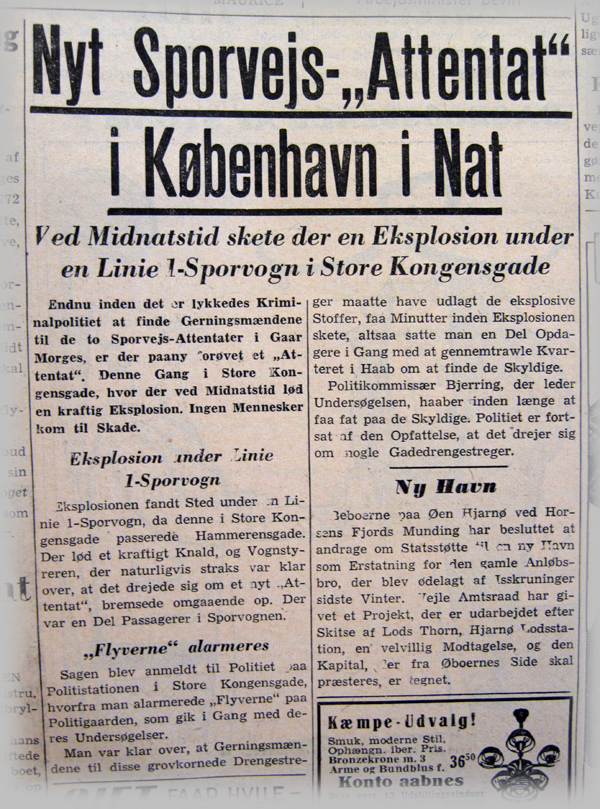 Nyt Sporvejs-„Attentat“
i København i Nat
Ved Midnatstid skete der en Eksplosion under
en Linie 1-Sporvogn i Store Kongensgade
Endnu inden det er lykkedes Krimi-
nalpolitiet at finde Gerningsmændene
til de to Sporvejs-Attentater i Gaar
Morges, er der paany forøvet et „At-
tentat“. Denne Gang i Store Kon-
gensgade, hvor der ved Midnatstid lød
en kraftig Eksplosion. Ingen Mennesker
kom til Skade.
Eksplosion under Linie
1-Sporvogn
Eksplosionen fandt Sted under en Li-
nie 1-Sporvogn, da denne i Store Kon-
gensgade passerede Hammerensgade.
Der lød et kraftigt Knald, og Vognsty-
reren, der naturligvis straks var klar
over, at det drejede sig om et nyt „At-
tentat“, bremsede omgaaende op. Der
var en Del Passagerer i Sporvognen.
„Flyverne“ alarmeres
Sagen blev anmeldt til Politiet paa
Politistationen i Store Kongensgade,
hvorfra man alarmerede „Flyverne“ paa
Politigaarden, som gik i Gang med de-
res Undersøgelser.
Man var klar over, at Gerningsmæn-
dene til disse grovkornede Drengestre-
ger maatte have udlagt de eksplosive
Stoffer, faa Minutter inden Eksplosionen
skete, altsaa satte man en Del Opda-
gere i Gang med at gennemtrawle Kvar-
teret i Haab om at finde de Skyldige.
Politikommissær Bjerring, der leder
Undersøgelsen, haaber inden længe at
faa fat paa de Skyldige. Politiet er fort-
sat af den Opfattelse, at det drejer sig
om nogle Gadedrengestreger.
Ny Havn
Beboerne paa Øen Hjarnø ved Hor-
sens Fjords Munding har besluttet at
andrage om Statsstøtte til en ny Havn
som Erstatning for den gamle Anløbs-
bro, der blev ødelagt af Isskruninger
sidste Vinter. Vejle Amtsraad har gi-
vet et Projekt, der er udarbejdet efter
Skitse af Lods Thorn, Hjarnø Lodssta-
tion, en velvillig Modtagelse, og den
Kapital, der fra Øboernes Side skal
præsteres, er tegnet.
Kæmpe-Udvalg!
Smuk, moderne Stil,
Ophængn. iber. Pris.
Bronzekrone m. 3
Arme og Bundblus f. 36⁵⁰
Konto aabnes